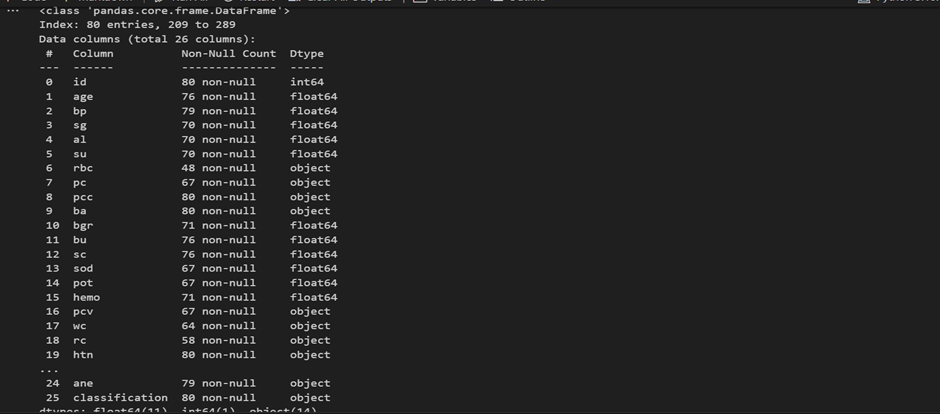 ... <class 'pandas.core.frame.DataFrame'>
Index: 80 entries, 209 to 289
Data columns (total 26 columns):
# Column Non-Null Count Dtype
--- ------ -------------- -----
0 id 80 non-null int64
1 age 76 non-null float64
2 bp 79 non-null float64
3 sg 70 non-null float64
4 al 70 non-null float64
5 su 70 non-null float64
6 rbc 48 non-null object
7 pc 67 non-null object
8 pcc 80 non-null object
9 ba 80 non-null object
10 bgr 71 non-null float64
11 bu 76 non-null float64
12 sc 76 non-null float64
13 sod 67 non-null float64
14 pot 67 non-null float64
15 hemo 71 non-null float64
16 pcv 67 non-null object
17 wc 64 non-null object
18 rc 58 non-null object
19 htn 80 non-null object
...
24 ane 79 non-null object
25 classification 80 non-null object
dtypes: float64(11), int64(1), object(14)